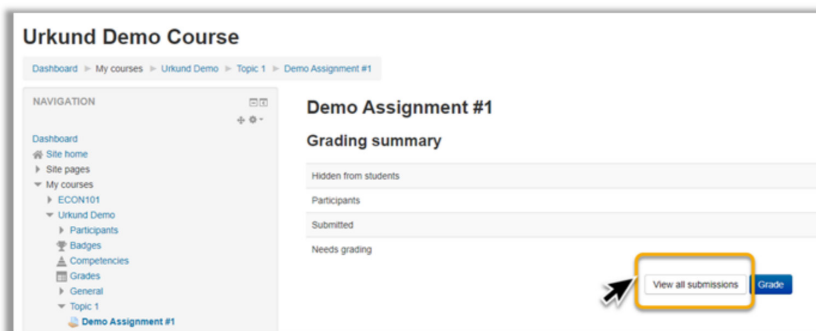 Urkund Demo Course
Dashboard My courses Urkund Demo Topic 1 Demo Assignment #1
NAVIGATION
Dashboard
Site home
Site pages
My courses
ECON101
Urkund Demo
Participants
Badges
Competencies
Grades
General
Topic 1
Demo Assignment #1
Demo Assignment #1
Grading summary
Hidden from students
Participants
Submitted
Needs grading
View all submissions Grade